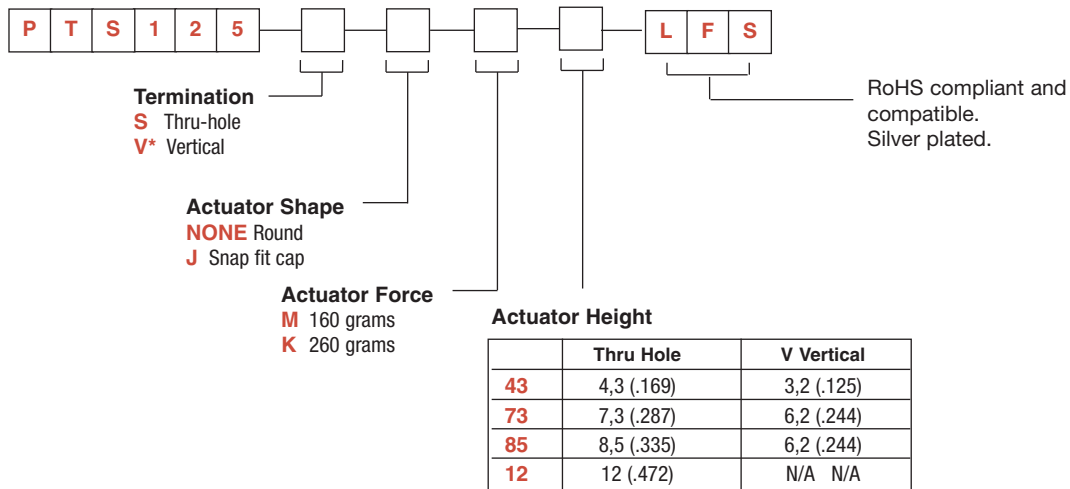 P T S 1 2 5 L F S
RoHS compliant and
compatible.
Silver plated.
Termination
S Thru-hole
V* Vertical
Actuator Shape
NONE Round
J Snap fit cap
Actuator Force
M 160 grams
K 260 grams
Actuator Height
Thru Hole V Vertical
43 4,3 (.169) 3,2 (.125)
73 7,3 (.287) 6,2 (.244)
85 8,5 (.335) 6,2 (.244)
12 12 (.472) N/A N/A